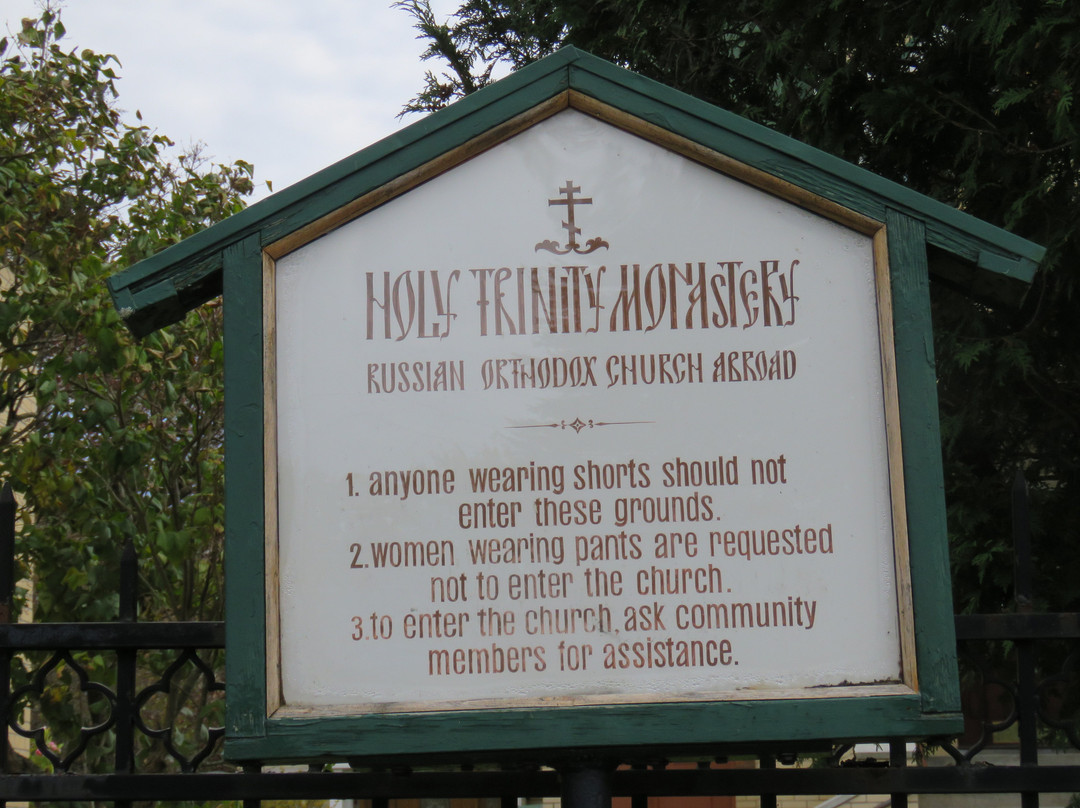 HOLY TRINITY MONASTERY
RUSSIAN ORTHODOX CHURCH ABROAD
1. anyone wearing shorts should not
enter these grounds.
2. women wearing pants are requested
not to enter the church.
3. to enter the church, ask community
members for assistance.